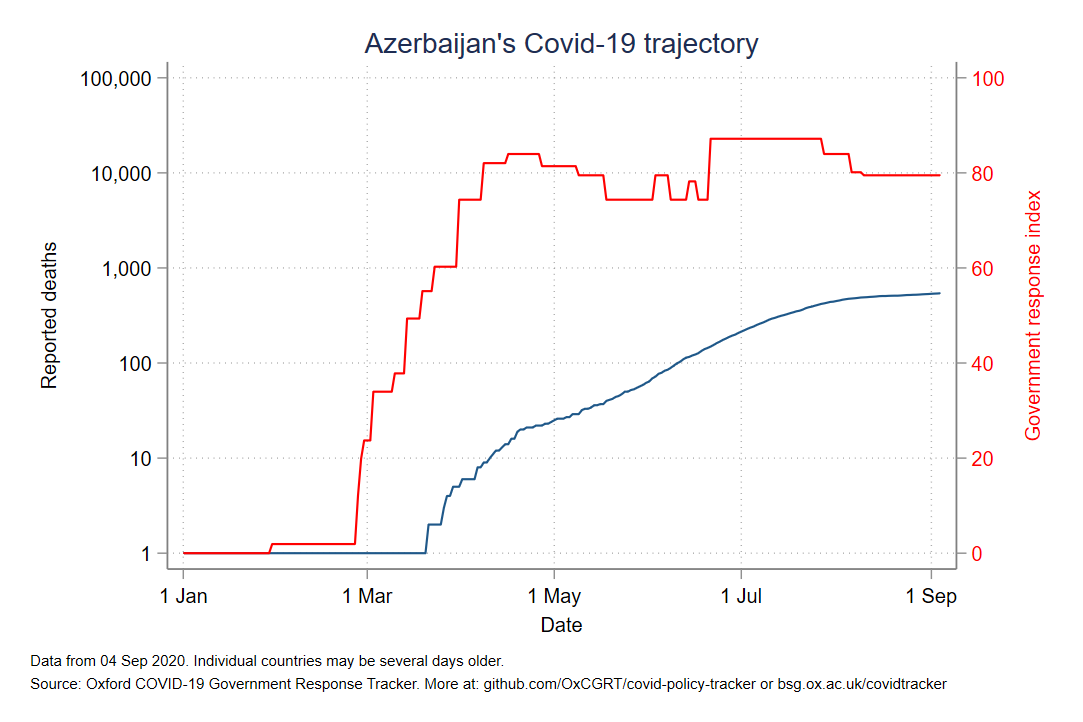 Azerbaijan's Covid-19 trajectory
100,000
10,000
1,000
100
10
1
Reported deaths
100
80
60
40
20
0
Government response index
1 Jan
1 Mar
1 May
1 Jul
1 Sep
Date
Data from 04 Sep 2020. Individual countries may be several days older.
Source: Oxford COVID-19 Government Response Tracker. More at: github.com/OxCGRT/covid-policy-tracker or bsg.ox.ac.uk/covidtracker